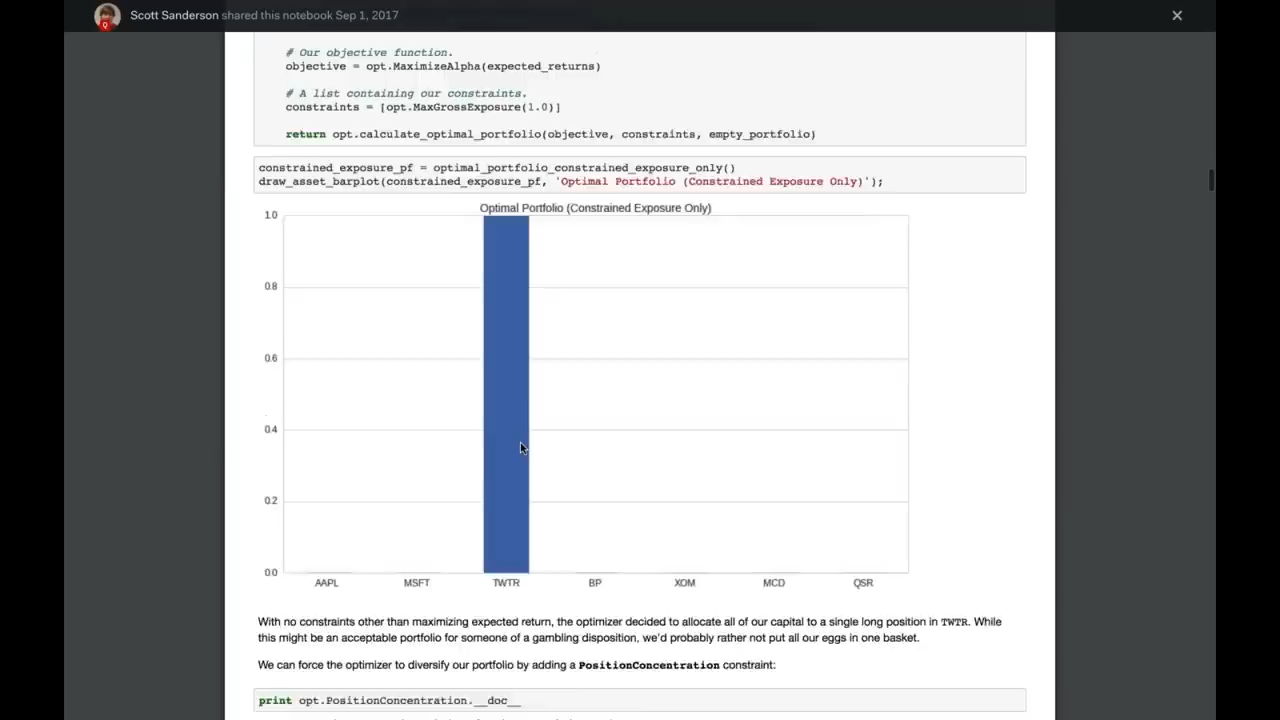 Scott Sanderson shared this notebook Sep 1, 2017
# Our objective function.
objective = opt.MaximizeAlpha(expected_returns)
# A list containing our constraints.
constraints = [opt.MaxGrossExposure(1.0)]
return opt.calculate_optimal_portfolio(objective, constraints, empty_portfolio)
constrained_exposure_pf = optimal_portfolio_constrained_exposure_only()
draw_asset_barplot(constrained_exposure_pf, 'Optimal Portfolio (Constrained Exposure Only)');
Optimal Portfolio (Constrained Exposure Only)
1.0
0.8
0.6
0.4
0.2
0.0
AAPL MSFT TWTR BP XOM MCD QSR
With no constraints other than maximizing expected return, the optimizer decided to allocate all of our capital to a single long position in TWTR. While
this might be an acceptable portfolio for someone of a gambling disposition, we'd probably rather not put all our eggs in one basket.
We can force the optimizer to diversify our portfolio by adding a PositionConcentration constraint:
print opt.PositionConcentration.__doc__